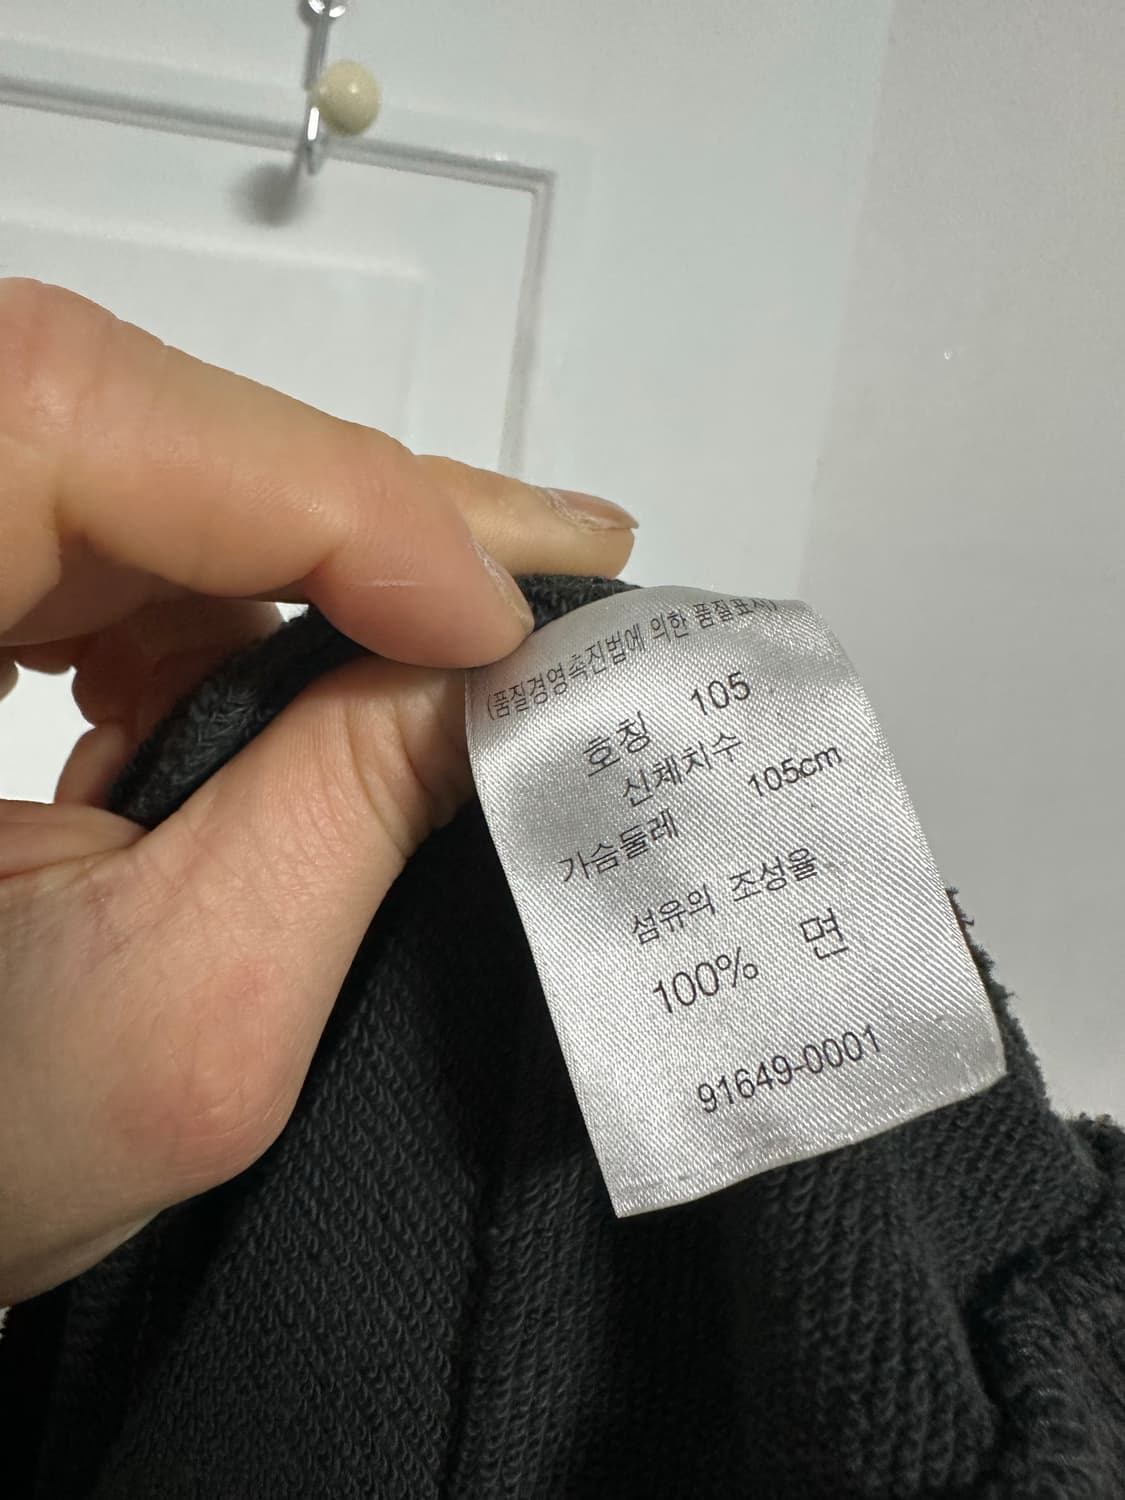 (품질경영촉진법에 의한 품질표시)
호칭 105
신체치수
가슴둘레 105cm
섬유의 조성율
100% 면
91649-0001